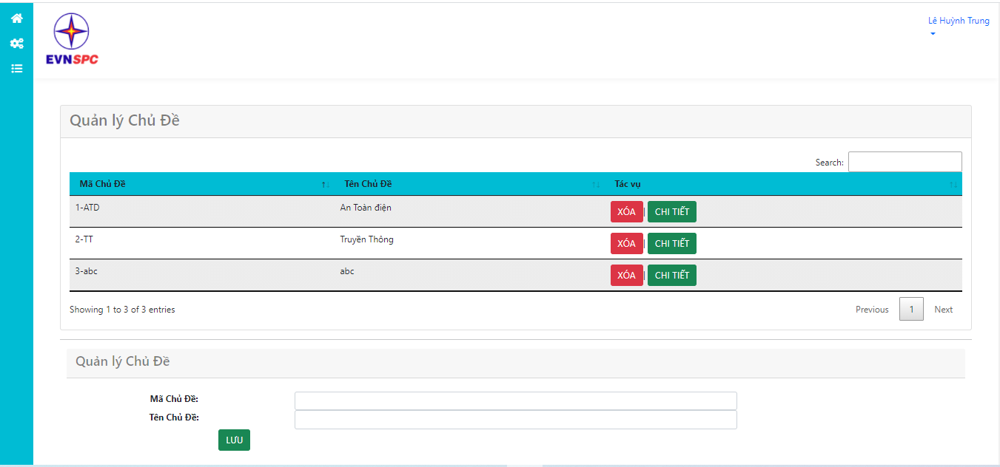 Lê Huỳnh Trung
EVNSPC
Quản lý Chủ Đề
Search:
Mã Chủ Đề Tên Chủ Đề Tác vụ
1-ATD An Toàn điện XÓA | CHI TIẾT
2-TT Truyền Thông XÓA | CHI TIẾT
3-abc abc XÓA | CHI TIẾT
Showing 1 to 3 of 3 entries Previous 1 Next
Quản lý Chủ Đề
Mã Chủ Đề:
Tên Chủ Đề:
LƯU